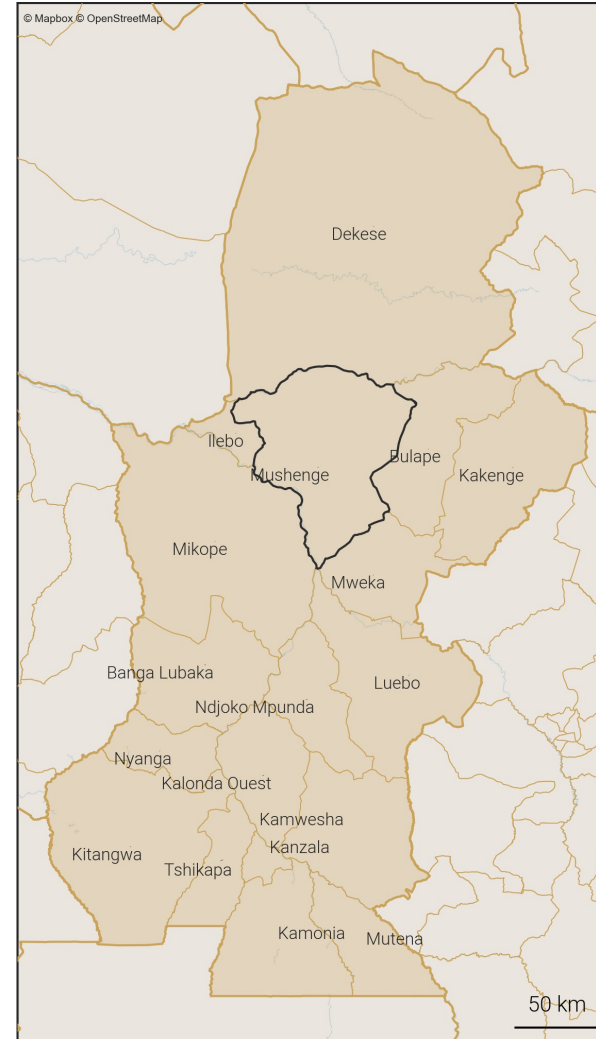 © Mapbox © OpenStreetMap
Dekese
Ilebo
Bulape
Mushenge
Kakenge
Mikope
Mweka
Banga Lubaka
Luebo
Ndjoko Mpunda
Nyanga
Kalonda Ouest
Kamwesha
Kanzala
Kitangwa
Tshikapa
Kamonia
Mutena
50 km